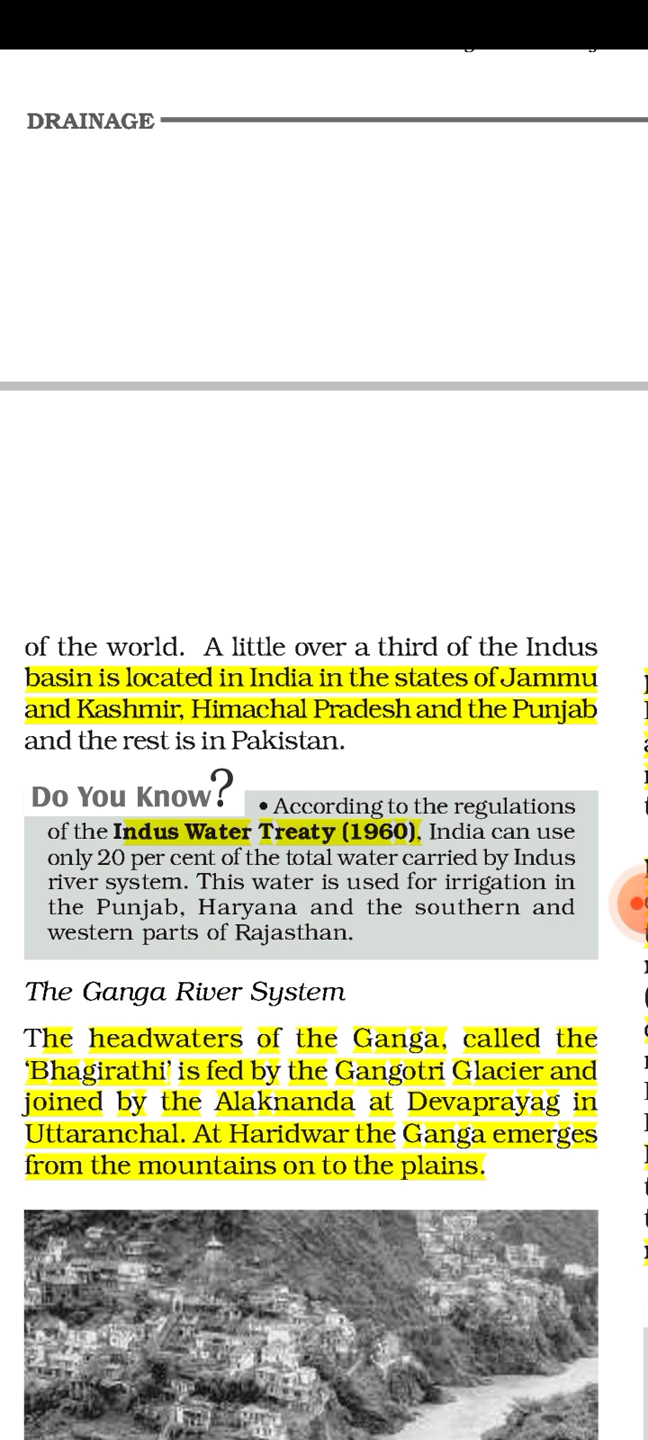 DRAINAGE
of the world. A little over a third of the Indus
basin is located in India in the states of Jammu
and Kashmir, Himachal Pradesh and the Punjab
and the rest is in Pakistan.
Do You Know?
• According to the regulations
of the Indus Water Treaty (1960), India can use
only 20 per cent of the total water carried by Indus
river system. This water is used for irrigation in
the Punjab, Haryana and the southern and
western parts of Rajasthan.
The Ganga River System
The headwaters of the Ganga, called the
‘Bhagirathi’ is fed by the Gangotri Glacier and
joined by the Alaknanda at Devaprayag in
Uttaranchal. At Haridwar the Ganga emerges
from the mountains on to the plains.